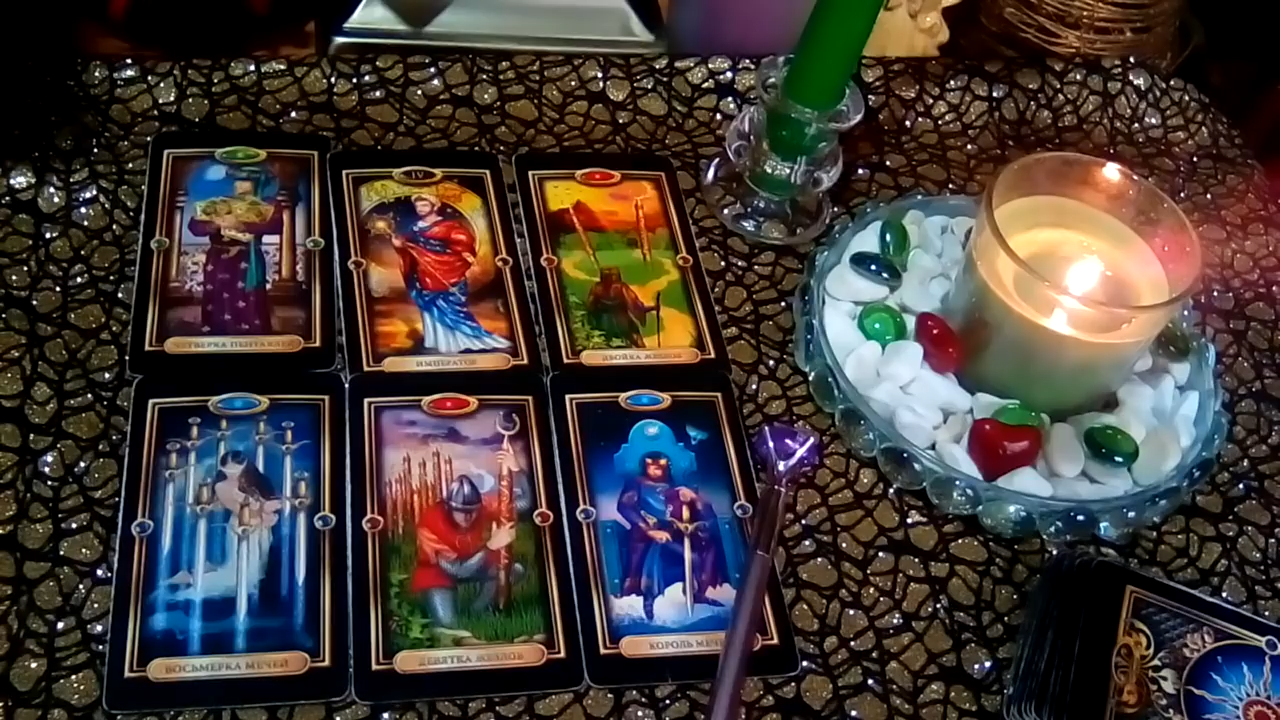 ЧЕТВЕРКА ПЕНТАКЛЕЙ
IV
ИМПЕРАТОР
ДВОЙКА ЖЕЗЛОВ
ВОСЬМЕРКА МЕЧЕЙ
ДЕВЯТКА ЖЕЗЛОВ
КОРОЛЬ МЕЧЕЙ